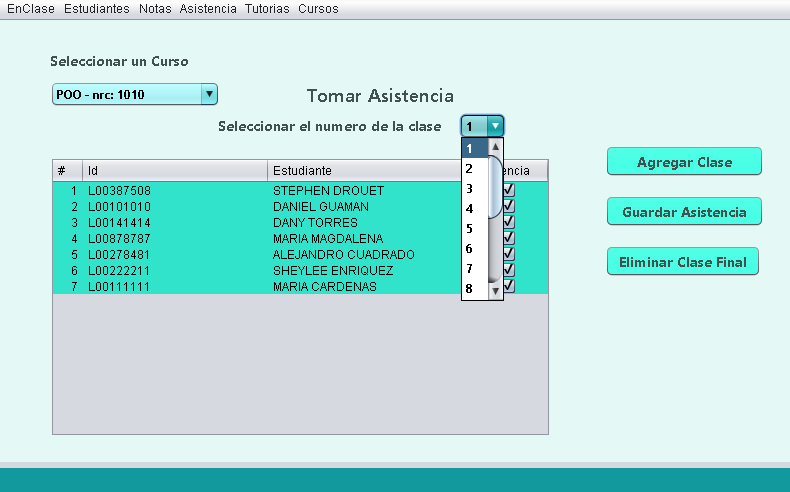 EnClase Estudiantes Notas Asistencia Tutorias Cursos
Seleccionar un Curso
POO - nrc: 1010
Tomar Asistencia
Seleccionar el numero de la clase 1
# Id Estudiante encia
1 L00387508 STEPHEN DROUET
2 L00101010 DANIEL GUAMAN
3 L00141414 DANY TORRES
4 L00878787 MARIA MAGDALENA
5 L00278481 ALEJANDRO CUADRADO
6 L00222211 SHEYLEE ENRIQUEZ
7 L00111111 MARIA CARDENAS
1
2
3
4
5
6
7
8
Agregar Clase
Guardar Asistencia
Eliminar Clase Final